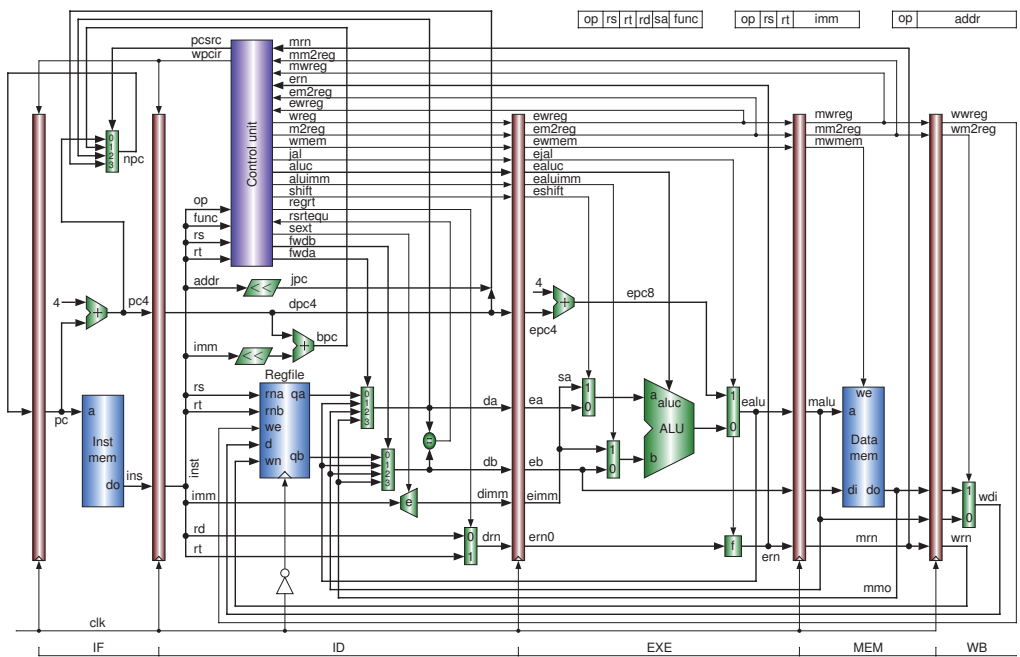 op rs rt rd sa func
op rs rt imm
op addr
pcsrc
wpcir
Control unit
mrn
mm2reg
mwreg
ern
em2reg
ewreg
wreg
m2reg
wmem
jal
aluc
aluimm
shift
regrt
rsrtequ
sext
fwdb
fwda
ewreg
em2reg
ewmem
ejal
ealuc
ealuimm
eshift
mwreg
mm2reg
mwmem
wwreg
wm2reg
0
1
2
3
npc
op
func
rs
rt
addr
<<
jpc
4
+
pc4
dpc4
4
+
epc8
epc4
imm
<<
+
bpc
Regfile
rs
rt
rna
rnb
we
d
wn
qa
qb
0
1
2
3
0
1
2
3
=
da
db
ea
eb
sa
1
0
1
0
a
aluc
ALU
b
1
0
ealu
malu
we
a
Data
mem
di do
1
0
wdi
pc
a
Inst
mem
do
ins
inst
imm
e
dimm
eimm
rd
rt
0
1
drn
ern0
f
ern
mrn
wrn
mmo
clk
IF
ID
EXE
MEM
WB